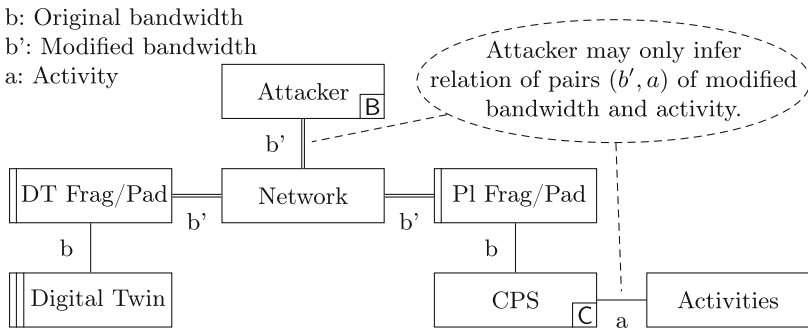 b: Original bandwidth
b’: Modified bandwidth
a: Activity
Attacker
B
Attacker may only infer
relation of pairs (b′, a) of modified
bandwidth and activity.
b’
DT Frag/Pad
Network
Pl Frag/Pad
b’
b’
b
b
Digital Twin
CPS
C
Activities
a